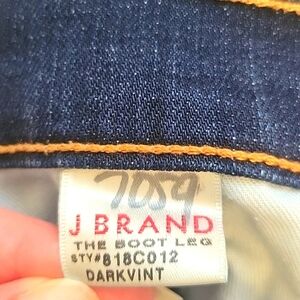 7059
J BRAND
THE BOOT LEG
STY#818C012
DARKVINT